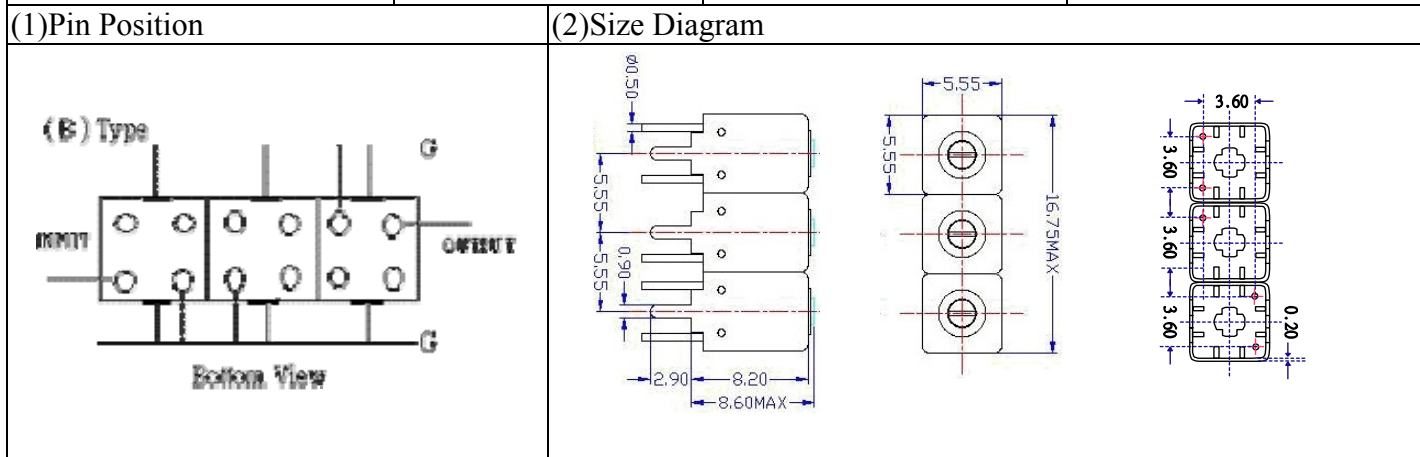 (1)Pin Position
(2)Size Diagram
(B) Type
G
INPUT
OUTPUT
G
Bottom View
Ø0.50
5.55
5.55
0.90
2.90
8.20
8.60MAX
5.55
5.55
16.75MAX
3.60
3.60
3.60
3.60
0.20